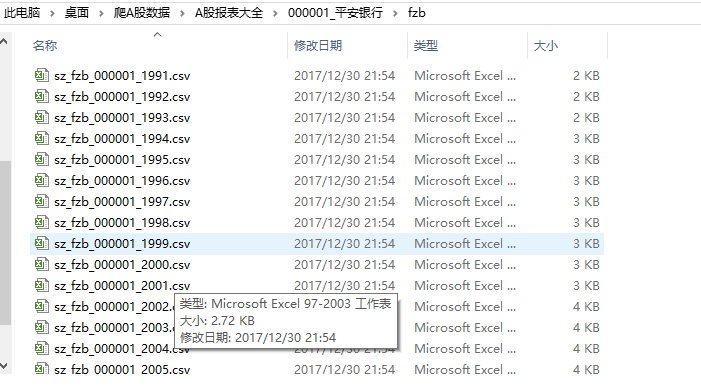 此电脑 › 桌面 › 爬A股数据 › A股报表大全 › 000001_平安银行 › fzb
名称 修改日期 类型 大小
sz_fzb_000001_1991.csv 2017/12/30 21:54 Microsoft Excel ... 2 KB
sz_fzb_000001_1992.csv 2017/12/30 21:54 Microsoft Excel ... 2 KB
sz_fzb_000001_1993.csv 2017/12/30 21:54 Microsoft Excel ... 2 KB
sz_fzb_000001_1994.csv 2017/12/30 21:54 Microsoft Excel ... 3 KB
sz_fzb_000001_1995.csv 2017/12/30 21:54 Microsoft Excel ... 3 KB
sz_fzb_000001_1996.csv 2017/12/30 21:54 Microsoft Excel ... 3 KB
sz_fzb_000001_1997.csv 2017/12/30 21:54 Microsoft Excel ... 3 KB
sz_fzb_000001_1998.csv 2017/12/30 21:54 Microsoft Excel ... 3 KB
sz_fzb_000001_1999.csv 2017/12/30 21:54 Microsoft Excel ... 3 KB
sz_fzb_000001_2000.csv 2017/12/30 21:54 Microsoft Excel ... 3 KB
sz_fzb_000001_2001.csv 2017/12/30 21:54 Microsoft Excel ... 3 KB
sz_fzb_000001_2002.c Microsoft Excel ... 4 KB
类型: Microsoft Excel 97-2003 工作表
sz_fzb_000001_2003.c Microsoft Excel ... 4 KB
大小: 2.72 KB
sz_fzb_000001_2004.c Microsoft Excel ... 4 KB
修改日期: 2017/12/30 21:54
sz_fzb_000001_2005.csv 2017/12/30 21:54 Microsoft Excel ... 4 KB